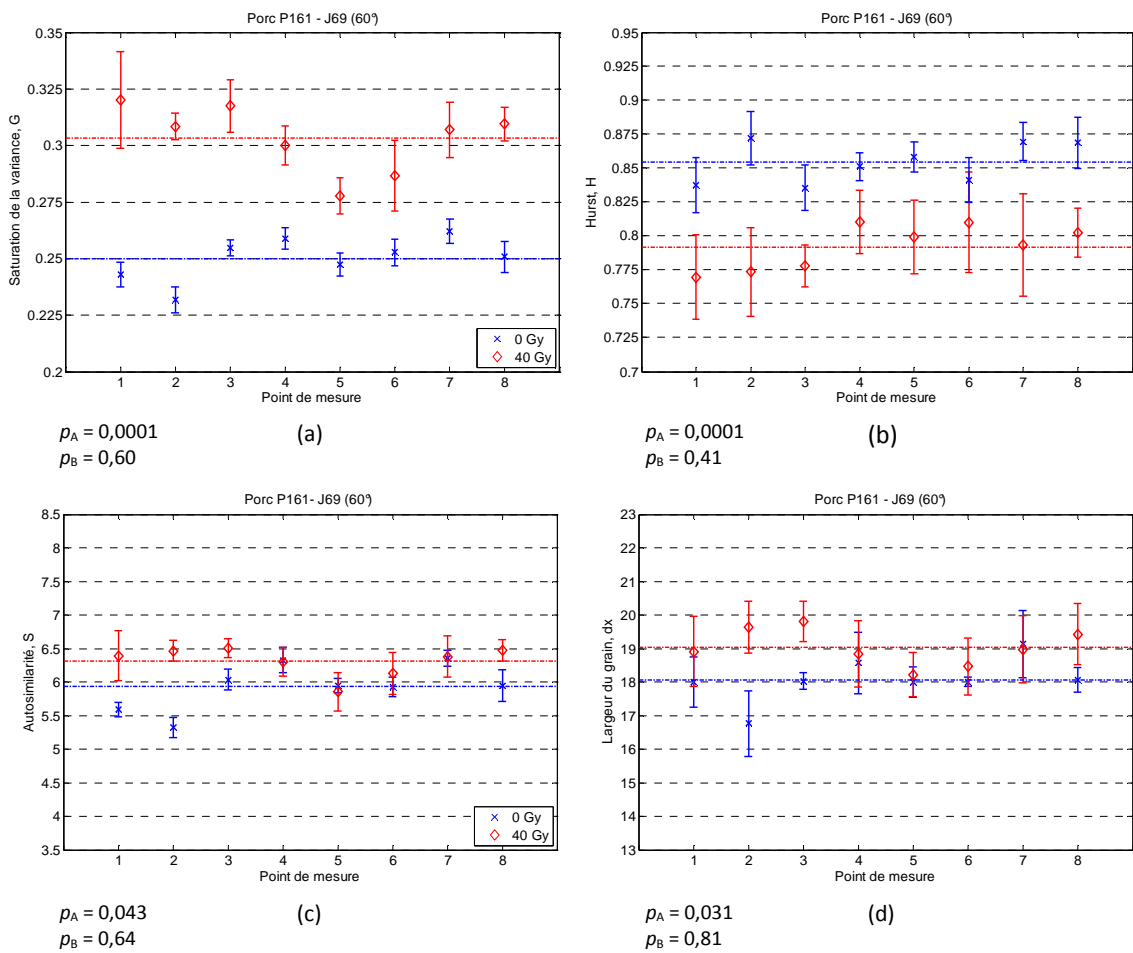 Porc P161 - J69 (60°)
Saturation de la variance, G
0.35
0.325
0.3
0.275
0.25
0.225
0.2
1 2 3 4 5 6 7 8
Point de mesure
0 Gy
40 Gy
pA = 0,0001
pB = 0,60
(a)
Porc P161 - J69 (60°)
Hurst, H
0.95
0.925
0.9
0.875
0.85
0.825
0.8
0.775
0.75
0.725
0.7
1 2 3 4 5 6 7 8
Point de mesure
pA = 0,0001
pB = 0,41
(b)
Porc P161- J69 (60°)
Autosimilarité, S
8.5
8
7.5
7
6.5
6
5.5
5
4.5
4
3.5
1 2 3 4 5 6 7 8
Point de mesure
0 Gy
40 Gy
pA = 0,043
pB = 0,64
(c)
Porc P161 - J69 (60°)
Largeur du grain, dx
23
22
21
20
19
18
17
16
15
14
13
1 2 3 4 5 6 7 8
Point de mesure
pA = 0,031
pB = 0,81
(d)